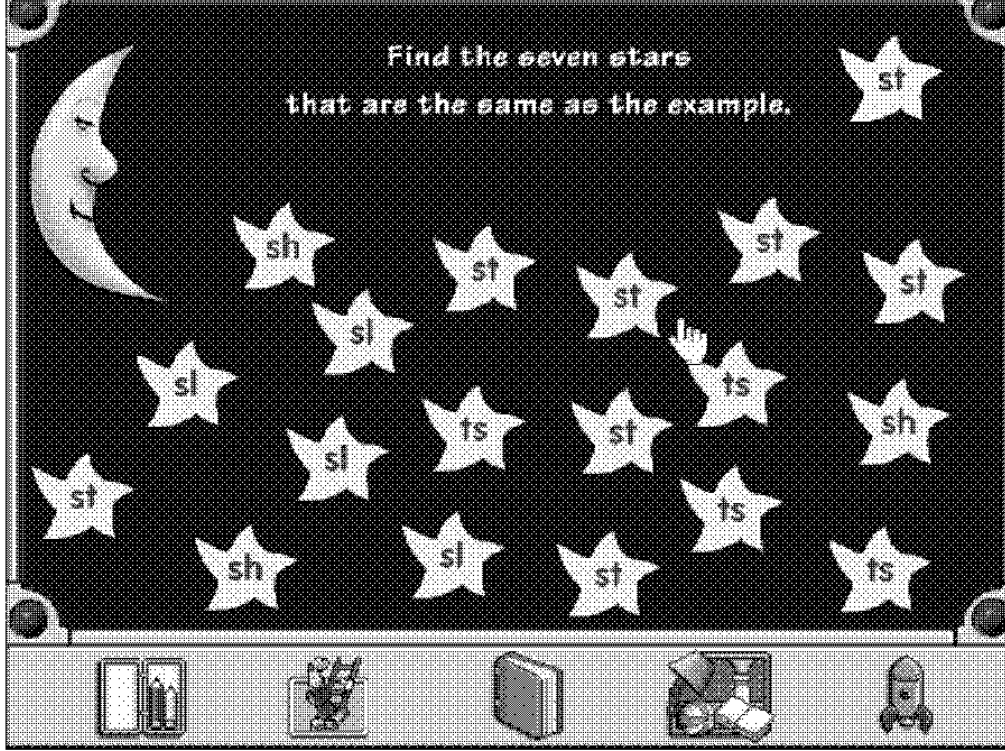 Find the seven stars
that are the same as the example.
st
sh
st
st
st
st
sl
sl
ts
sh
sl
ts
st
st
ts
sh
sl
st
ts